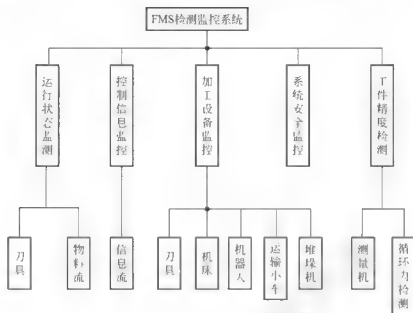 FMS检测监控系统
运行状态监测
控制信息监控
加工设备监控
系统安全监控
工件精度检测
刀具
物料流
信息流
刀具
机床
机器人
运输小车
堆垛机
测量机
循环力检测